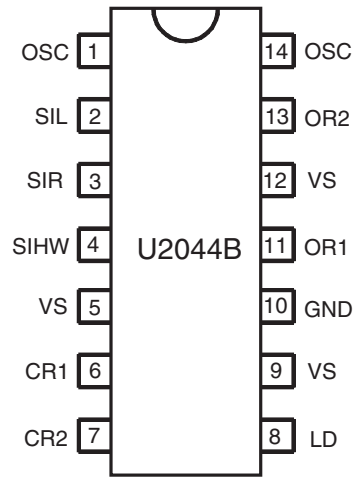 OSC 1 14 OSC
SIL 2 13 OR2
SIR 3 12 VS
SIHW 4 U2044B 11 OR1
VS 5 10 GND
CR1 6 9 VS
CR2 7 8 LD